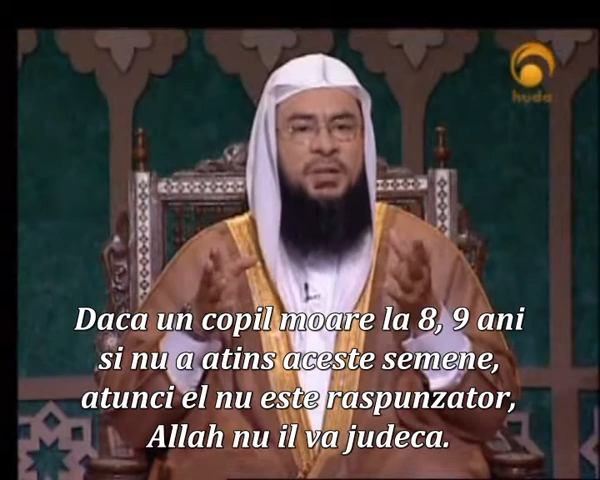 huda
Daca un copil moare la 8, 9 ani
si nu a atins aceste semene,
atunci el nu este raspunzator,
Allah nu il va judeca.